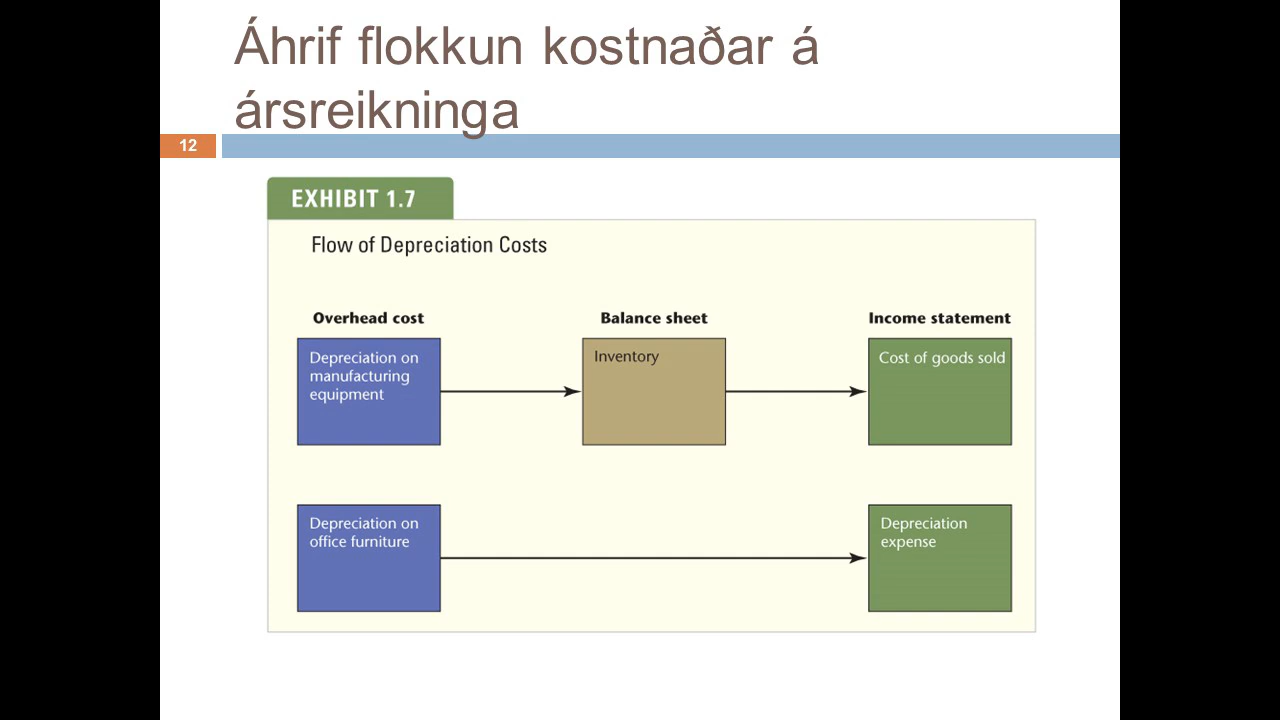 Áhrif flokkun kostnaðar á
ársreikninga
12
EXHIBIT 1.7
Flow of Depreciation Costs
Overhead cost
Balance sheet
Income statement
Depreciation on
manufacturing
equipment
Inventory
Cost of goods sold
Depreciation on
office furniture
Depreciation
expense